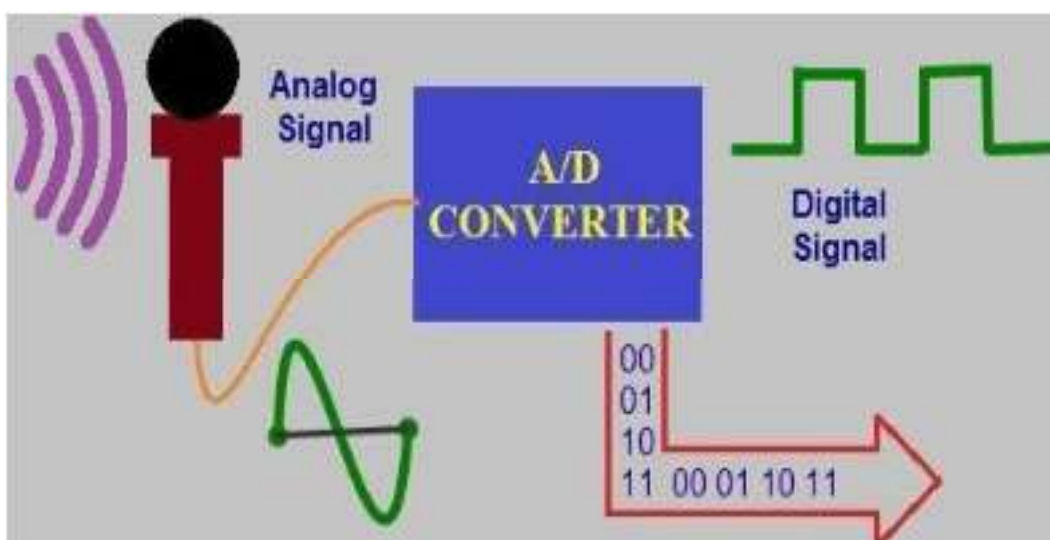 Analog
Signal
A/D
CONVERTER
Digital
Signal
00
01
10
11 00 01 10 11